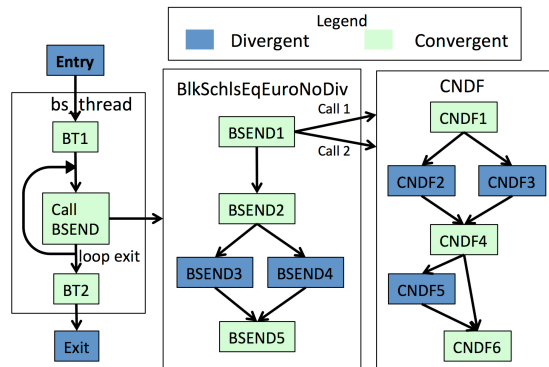 Legend
Divergent
Convergent
Entry
bs_thread
BT1
Call
BSEND
loop exit
BT2
Exit
BlkSchlsEqEuroNoDiv
BSEND1
Call 1
Call 2
BSEND2
BSEND3
BSEND4
BSEND5
CNDF
CNDF1
CNDF2
CNDF3
CNDF4
CNDF5
CNDF6